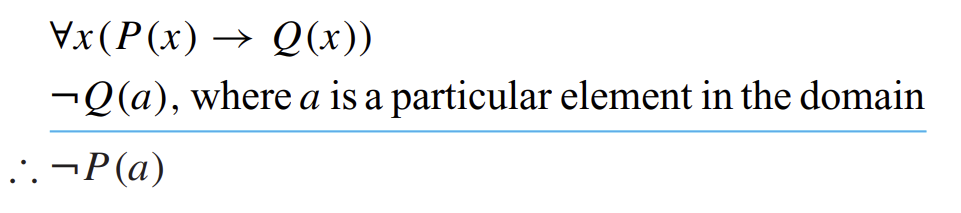 ∀x(P(x) → Q(x))
¬Q(a), where a is a particular element in the domain
∴ ¬P(a)